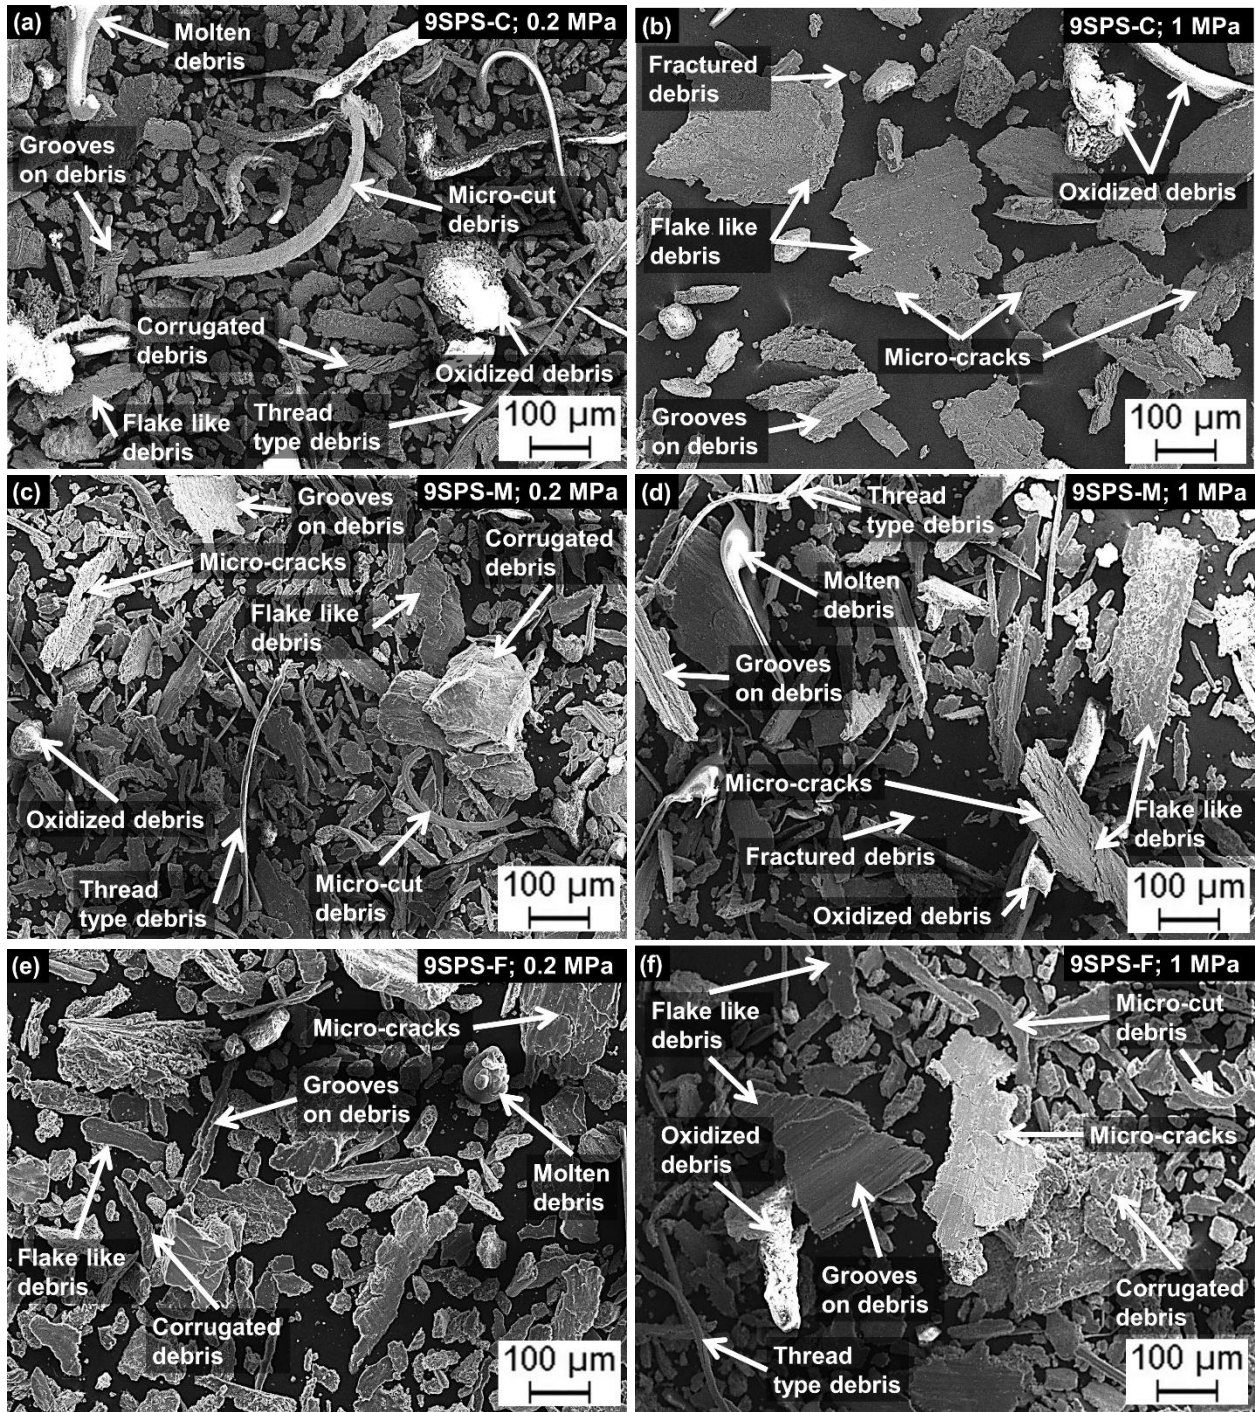 (a)
9SPS-C; 0.2 MPa
Molten
debris
Grooves
on debris
Micro-cut
debris
Corrugated
debris
Oxidized debris
Flake like
debris
Thread
type debris
100 µm
(b)
9SPS-C; 1 MPa
Fractured
debris
Oxidized debris
Flake like
debris
Micro-cracks
Grooves
on debris
100 µm
(c)
9SPS-M; 0.2 MPa
Grooves
on debris
Corrugated
debris
Micro-cracks
Flake like
debris
Oxidized debris
Thread
type debris
Micro-cut
debris
100 µm
(d)
9SPS-M; 1 MPa
Thread
type debris
Molten
debris
Grooves
on debris
Micro-cracks
Flake like
debris
Fractured debris
Oxidized debris
100 µm
(e)
9SPS-F; 0.2 MPa
Micro-cracks
Grooves
on debris
Molten
debris
Flake like
debris
Corrugated
debris
100 µm
(f)
9SPS-F; 1 MPa
Flake like
debris
Micro-cut
debris
Oxidized
debris
Micro-cracks
Grooves
on debris
Corrugated
debris
Thread
type debris
100 µm